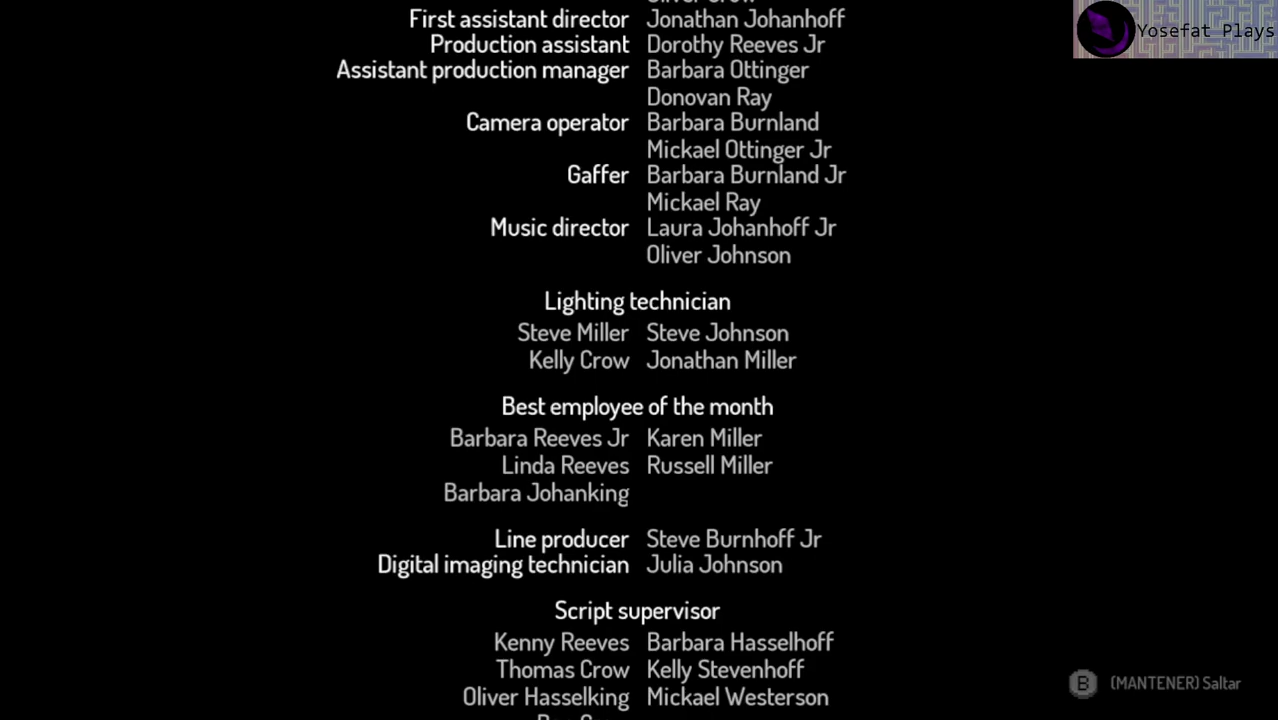 First assistant director Jonathan Johanhoff
Production assistant Dorothy Reeves Jr
Assistant production manager Barbara Ottinger
Donovan Ray
Camera operator Barbara Burnland
Mickael Ottinger Jr
Gaffer Barbara Burnland Jr
Mickael Ray
Music director Laura Johanhoff Jr
Oliver Johnson
Lighting technician
Steve Miller Steve Johnson
Kelly Crow Jonathan Miller
Best employee of the month
Barbara Reeves Jr Karen Miller
Linda Reeves Russell Miller
Barbara Johanking
Line producer Steve Burnhoff Jr
Digital imaging technician Julia Johnson
Script supervisor
Kenny Reeves Barbara Hasselhoff
Thomas Crow Kelly Stevenhoff
Oliver Hasselking Mickael Westerson
Yosefat Plays
B (MANTENER) Saltar